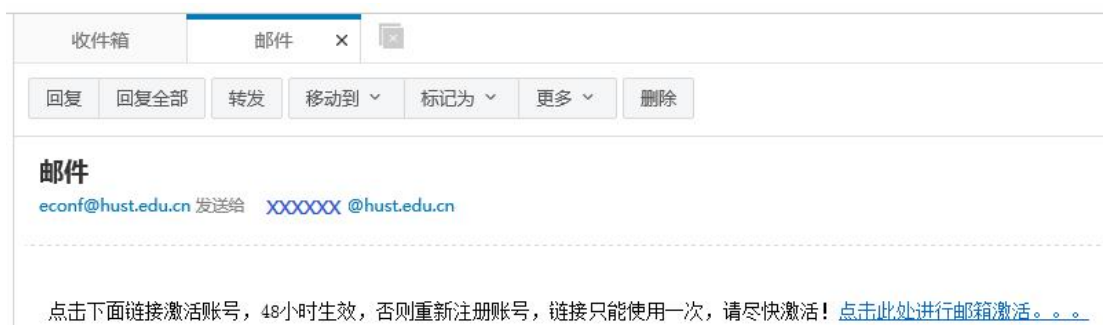 收件箱 邮件 ×
回复 回复全部 转发 移动到 标记为 更多 删除
邮件
econf@hust.edu.cn 发送给 XXXXXX @hust.edu.cn
点击下面链接激活账号，48小时生效，否则重新注册账号，链接只能使用一次，请尽快激活！点击此处进行邮箱激活。。。